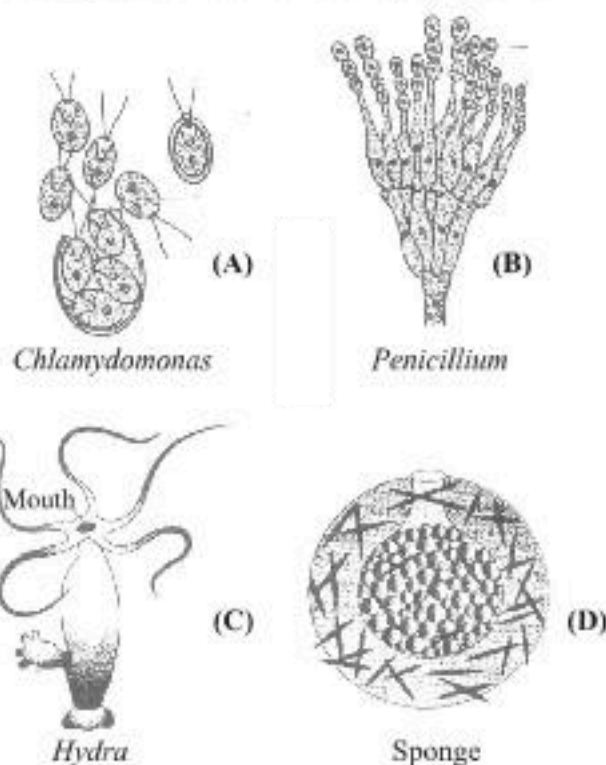 (A)
(B)
Chlamydomonas
Penicillium
Mouth
(C)
(D)
Hydra
Sponge